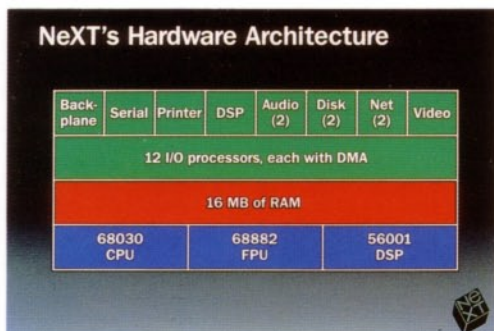 NeXT's Hardware Architecture
Back-
plane
Serial
Printer
DSP
Audio
(2)
Disk
(2)
Net
(2)
Video
12 I/O processors, each with DMA
16 MB of RAM
68030
CPU
68882
FPU
56001
DSP
NeXT